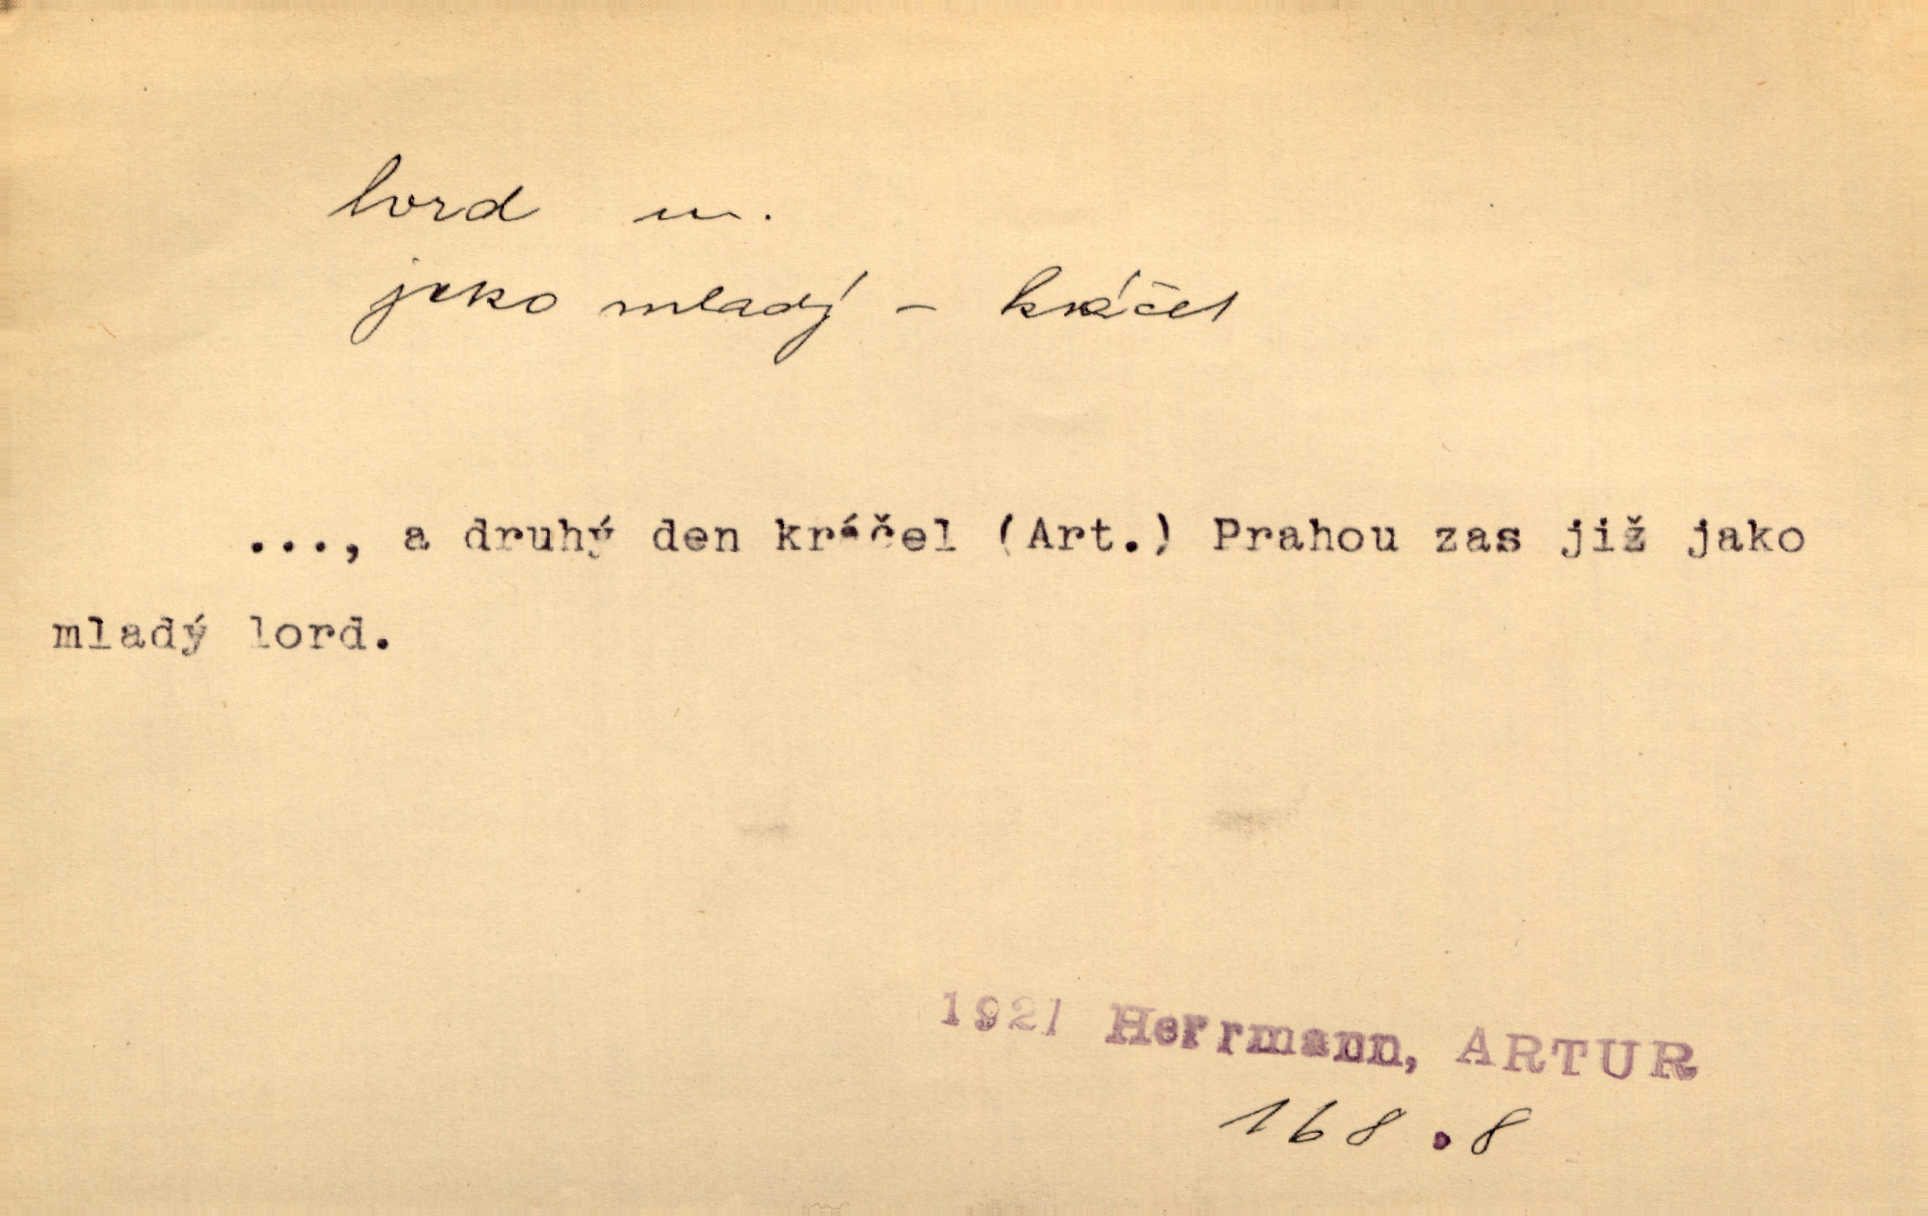 lord m.
jako mladý - kráčel
..., a druhý den kráčel (Art.) Prahou zas již jako
mladý lord.
1921 Herrmann, ARTUR
168.8